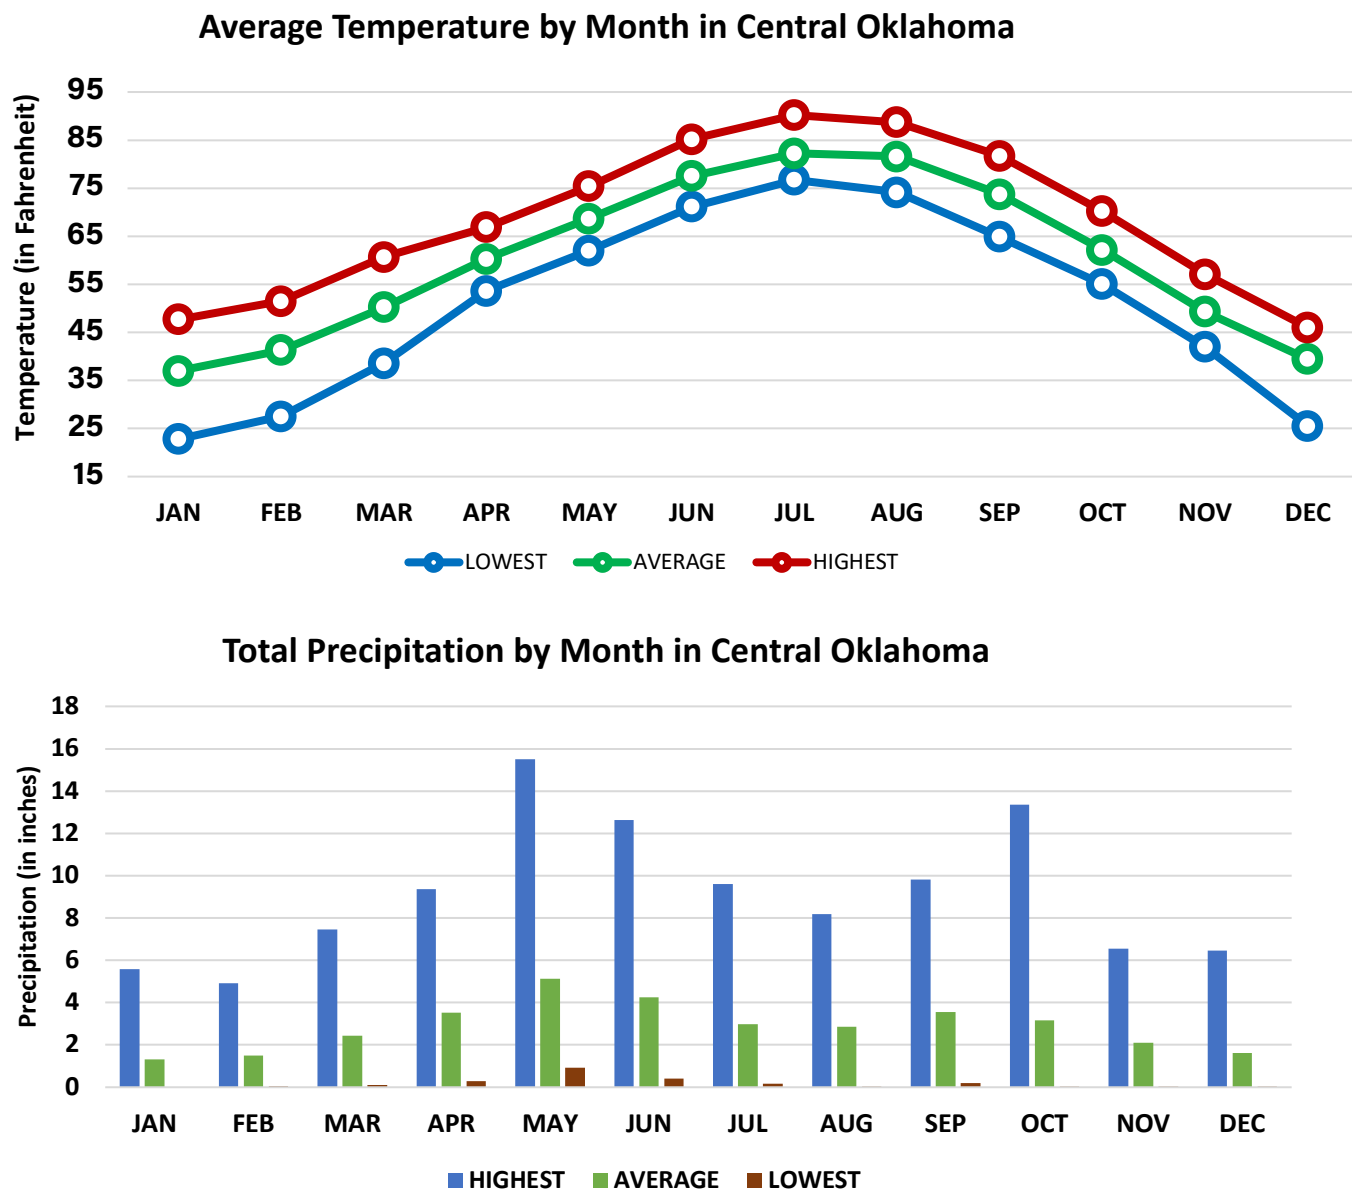 Average Temperature by Month in Central Oklahoma
Temperature (in Fahrenheit)
95
85
75
65
55
45
35
25
15
JAN FEB MAR APR MAY JUN JUL AUG SEP OCT NOV DEC
LOWEST AVERAGE HIGHEST
Total Precipitation by Month in Central Oklahoma
Precipitation (in inches)
18
16
14
12
10
8
6
4
2
0
JAN FEB MAR APR MAY JUN JUL AUG SEP OCT NOV DEC
HIGHEST AVERAGE LOWEST